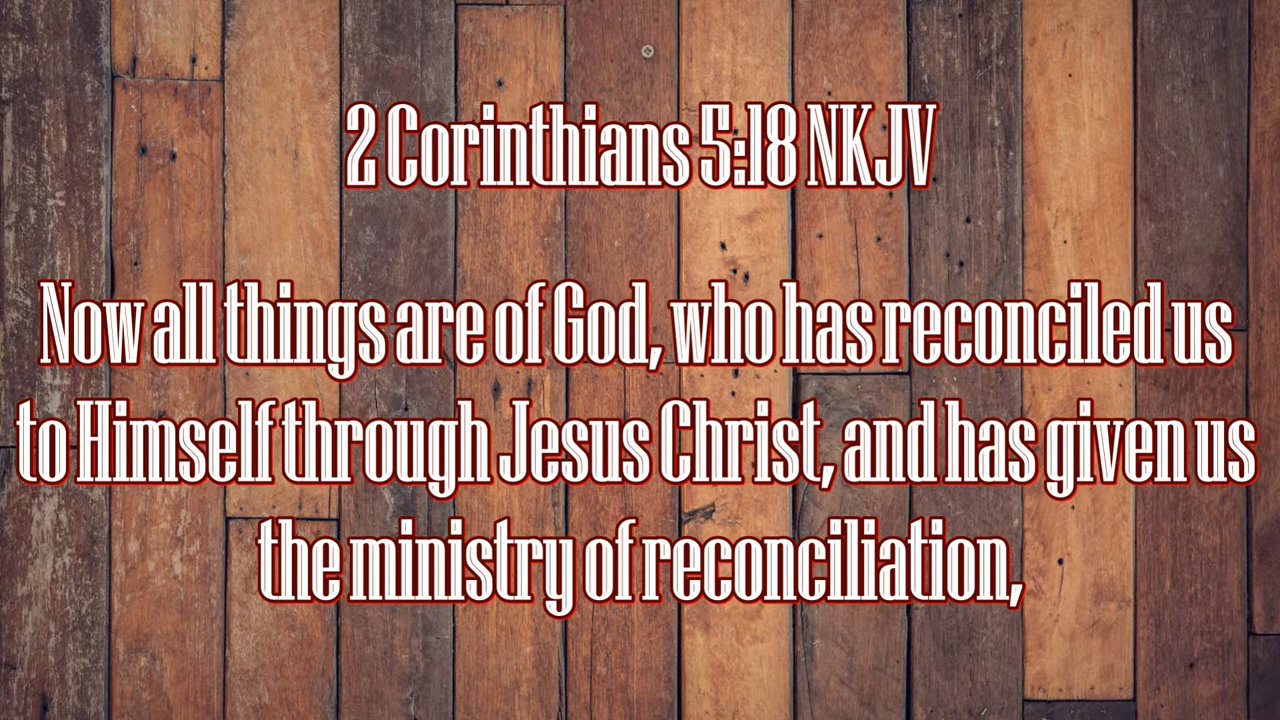 2 Corinthians 5:18 NKJV
Now all things are of God, who has reconciled us
to Himself through Jesus Christ, and has given us
the ministry of reconciliation,